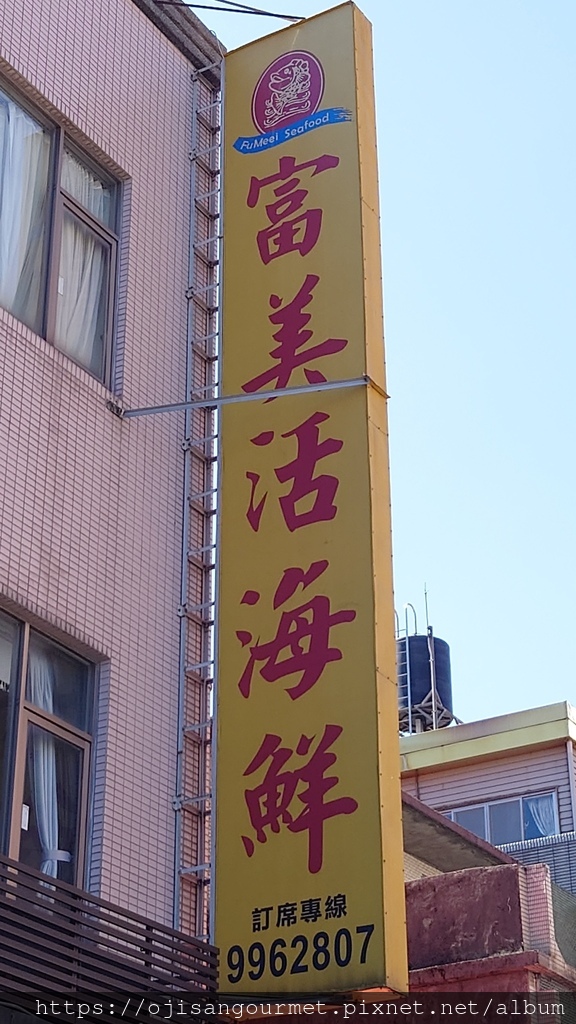 FuMeei Seafood
富美活海鮮
訂席專線
9962807
https://ojisangourmet.pixnet.net/album